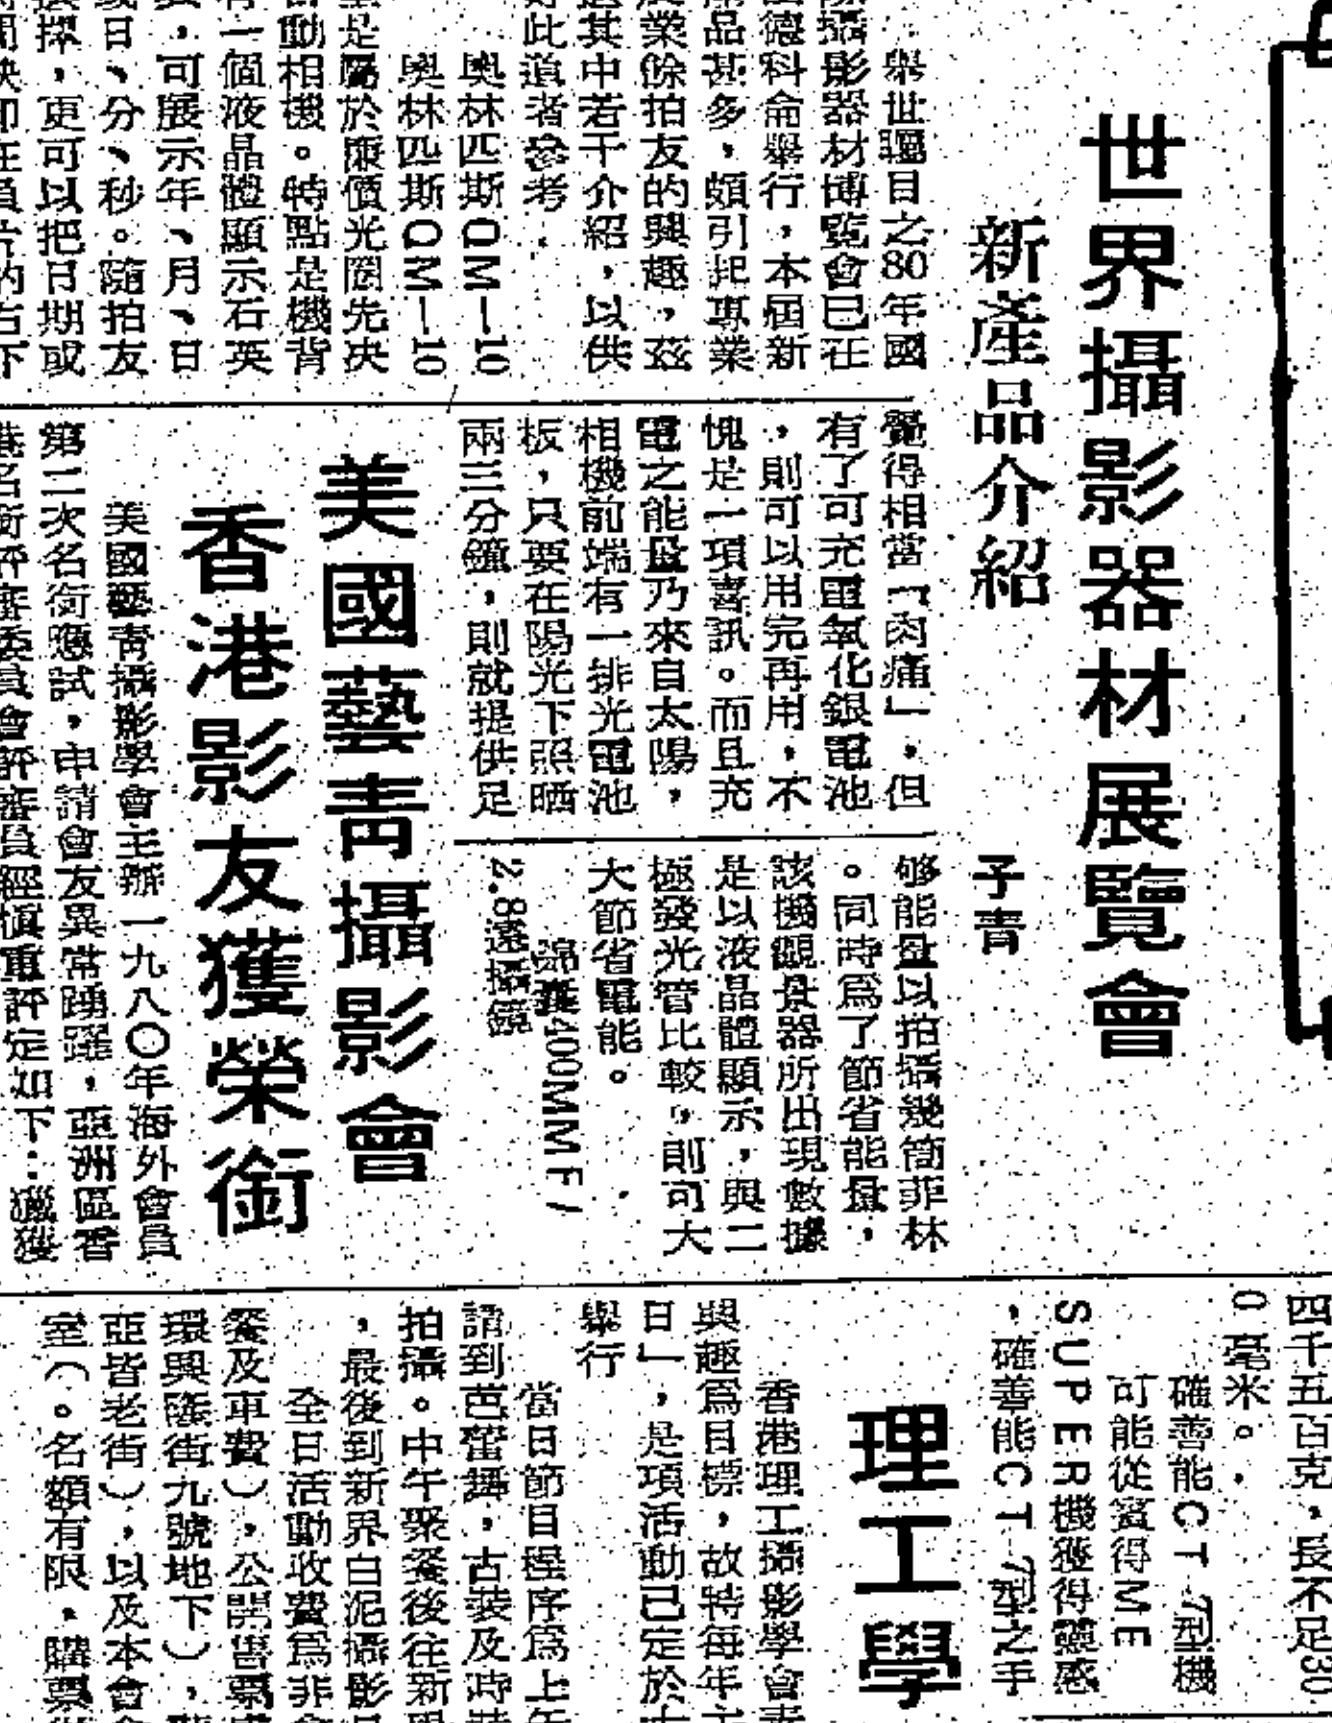 世界攝影器材展覽會
新產品介紹
子青
舉世矚目之80年國
攝影器材博覽會已在
德科侖舉行，本屆新
品甚多，頗引起專業
業餘拍友的興趣，茲
其中若干介紹，以供
此道者參考．
奧林匹斯QM—10
奧林匹斯QM—10
是屬於廉價光圈先決
動相機。特點是機背
一個液晶體顯示石英
，可展示年、月、日
日、分、秒。隨拍友
擇，更可以把日期或
覺得相當「肉痛」，但
有了可充電氧化銀電池
，則可以用完再用，不
愧是一項喜訊。而且充
電之能量乃來自太陽，
相機前端有一排光電池
板，只要在陽光下照晒
兩三分鐘，則就提供足
够能量以拍攝幾筒菲林
。同時爲了節省能量，
該機觀景器所出現數據
是以液晶體顯示，與二
極發光管比較，則可大
大節省電能。
400MM F/
2.8遠攝鏡
美國藝青攝影會
香港影友獲榮銜
美國藝靑攝影學會主辦一九八〇年海外會員
第二次名銜應試，申請會友異常踴躍，亞洲區香
港名銜評審委員會評審員經愼重評定如下：獵獲
四千五百克，長不足30
0毫米。
確善能CT—7型機
可能從賓得ME
SUPER機獲得靈感
，確善能CT—7型之手
理工學
香港理工攝影學會素
興趣爲目標，故特每年
日」，是項活動已定於
舉行
當日節目程序爲上午
請到芭蕾舞，古裝及時裝
拍攝。中午聚餐後往新界
，最後到新界白泥攝影
全日活動收費爲非
餐及車費），公開售票
環興隆街九號地下），
亞皆老街），以及本會
室（。名額有限，購票